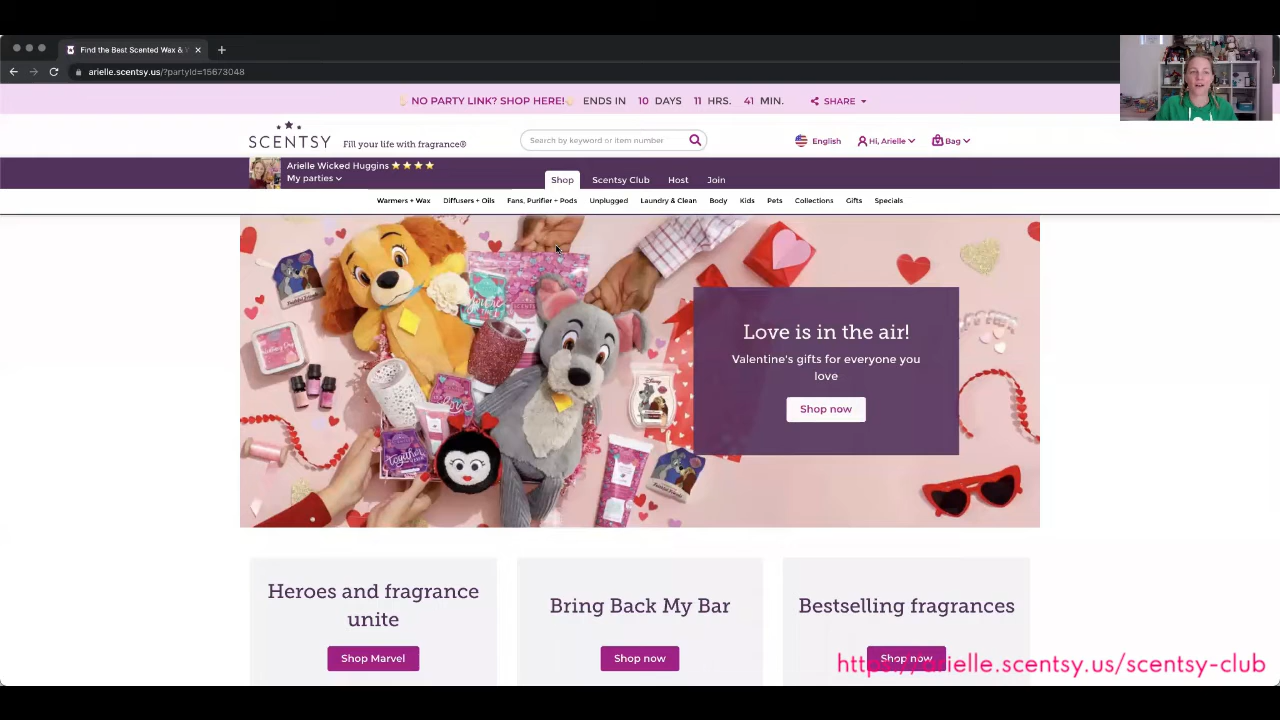 Find the Best Scented Wax &
arielle.scentsy.us/?partyId=15673048
NO PARTY LINK? SHOP HERE! ENDS IN 10 DAYS 11 HRS. 41 MIN. SHARE
SCENTSY Fill your life with fragrance®
Search by keyword or item number
English Hi, Arielle Bag
Arielle Wicked Huggins
My parties
Shop Scentsy Club Host Join
Warmers + Wax Diffusers + Oils Fans, Purifier + Pods Unplugged Laundry & Clean Body Kids Pets Collections Gifts Specials
Love is in the air!
Valentine's gifts for everyone you
love
Shop now
Disney
love
together
Heroes and fragrance
unite
Shop Marvel
Bring Back My Bar
Shop now
Bestselling fragrances
Shop now
https://arielle.scentsy.us/scentsy-club